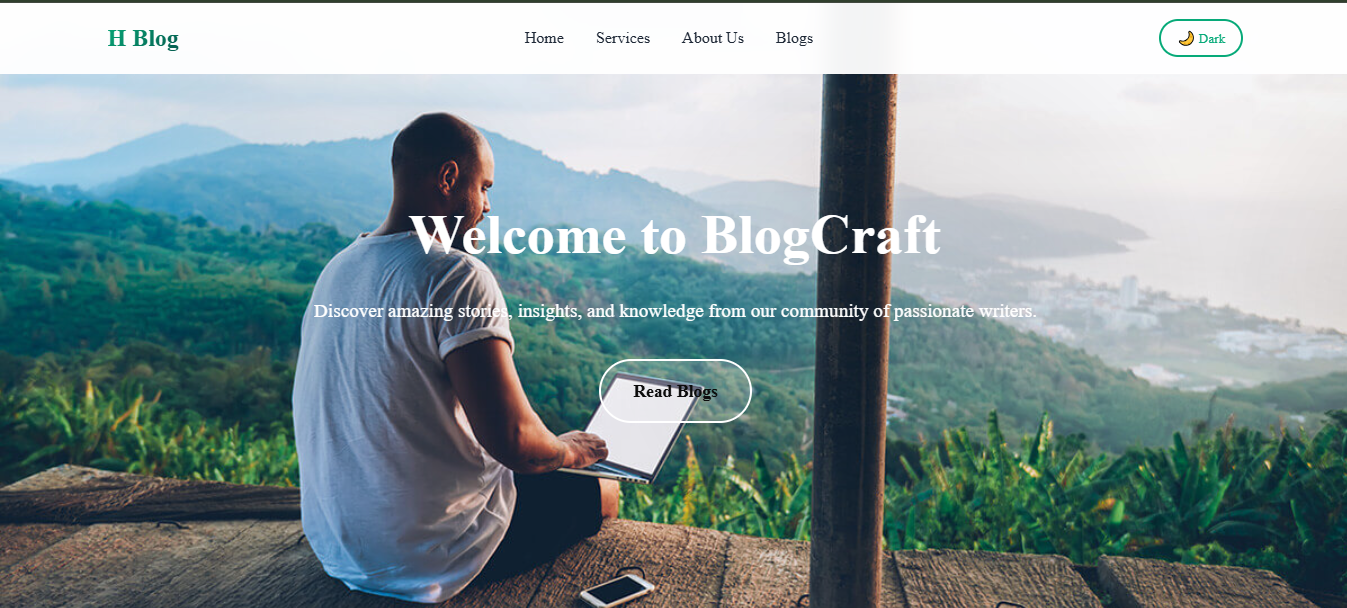 H Blog
Home Services About Us Blogs
🌙 Dark
Welcome to BlogCraft
Discover amazing stories, insights, and knowledge from our community of passionate writers.
Read Blogs